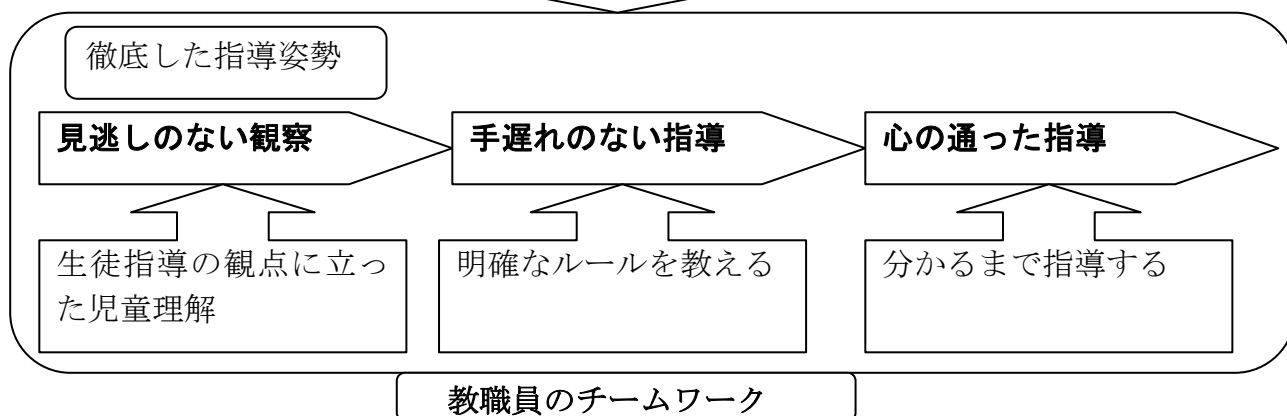 徹底した指導姿勢
見逃しのない観察
手遅れのない指導
心の通った指導
生徒指導の観点に立っ
た児童理解
明確なルールを教える
分かるまで指導する
教職員のチームワーク